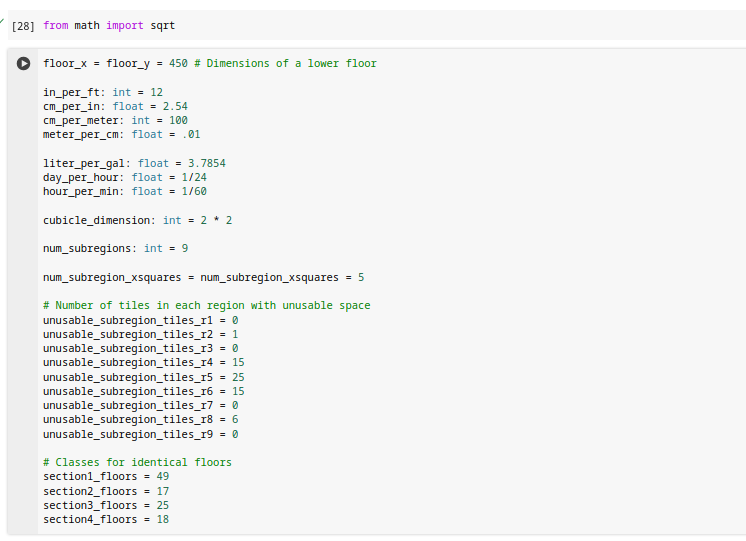 [28] from math import sqrt
floor_x = floor_y = 450 # Dimensions of a lower floor
in_per_ft: int = 12
cm_per_in: float = 2.54
cm_per_meter: int = 100
meter_per_cm: float = .01
liter_per_gal: float = 3.7854
day_per_hour: float = 1/24
hour_per_min: float = 1/60
cubicle_dimension: int = 2 * 2
num_subregions: int = 9
num_subregion_xsquares = num_subregion_xsquares = 5
# Number of tiles in each region with unusable space
unusable_subregion_tiles_r1 = 0
unusable_subregion_tiles_r2 = 1
unusable_subregion_tiles_r3 = 0
unusable_subregion_tiles_r4 = 15
unusable_subregion_tiles_r5 = 25
unusable_subregion_tiles_r6 = 15
unusable_subregion_tiles_r7 = 0
unusable_subregion_tiles_r8 = 6
unusable_subregion_tiles_r9 = 0
# Classes for identical floors
section1_floors = 49
section2_floors = 17
section3_floors = 25
section4_floors = 18